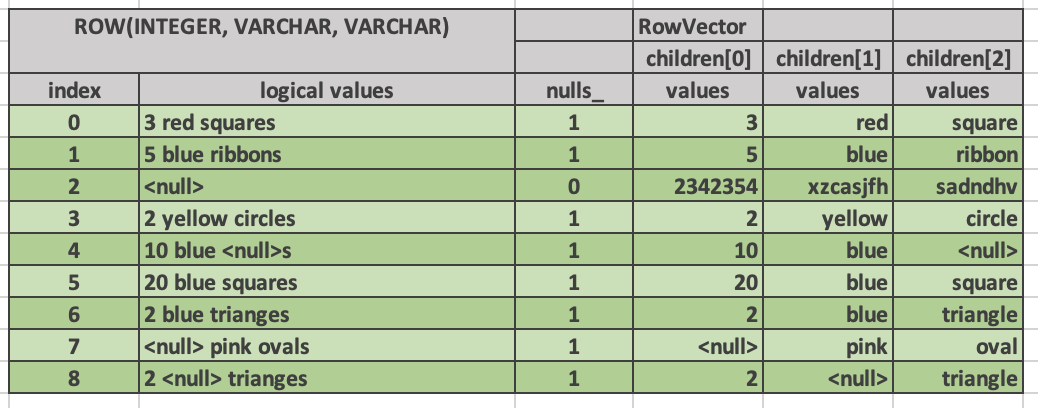 ROW(INTEGER, VARCHAR, VARCHAR) RowVector
children[0] children[1] children[2]
index logical values nulls_ values values values
0 3 red squares 1 3 red square
1 5 blue ribbons 1 5 blue ribbon
2 <null> 0 2342354 xzcasjfh sadndhv
3 2 yellow circles 1 2 yellow circle
4 10 blue <null>s 1 10 blue <null>
5 20 blue squares 1 20 blue square
6 2 blue trianges 1 2 blue triangle
7 <null> pink ovals 1 <null> pink oval
8 2 <null> trianges 1 2 <null> triangle